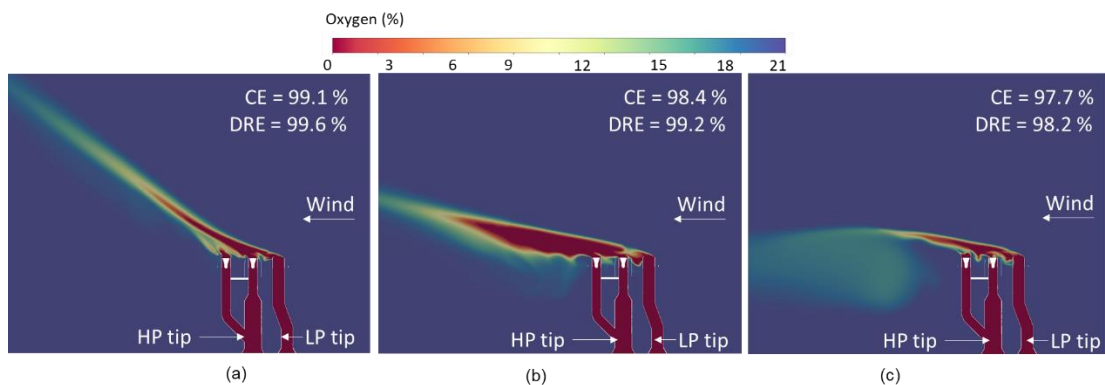 Oxygen (%)
0 3 6 9 12 15 18 21
CE = 99.1 %
DRE = 99.6 %
Wind
HP tip
LP tip
(a)
CE = 98.4 %
DRE = 99.2 %
Wind
HP tip
LP tip
(b)
CE = 97.7 %
DRE = 98.2 %
Wind
HP tip
LP tip
(c)